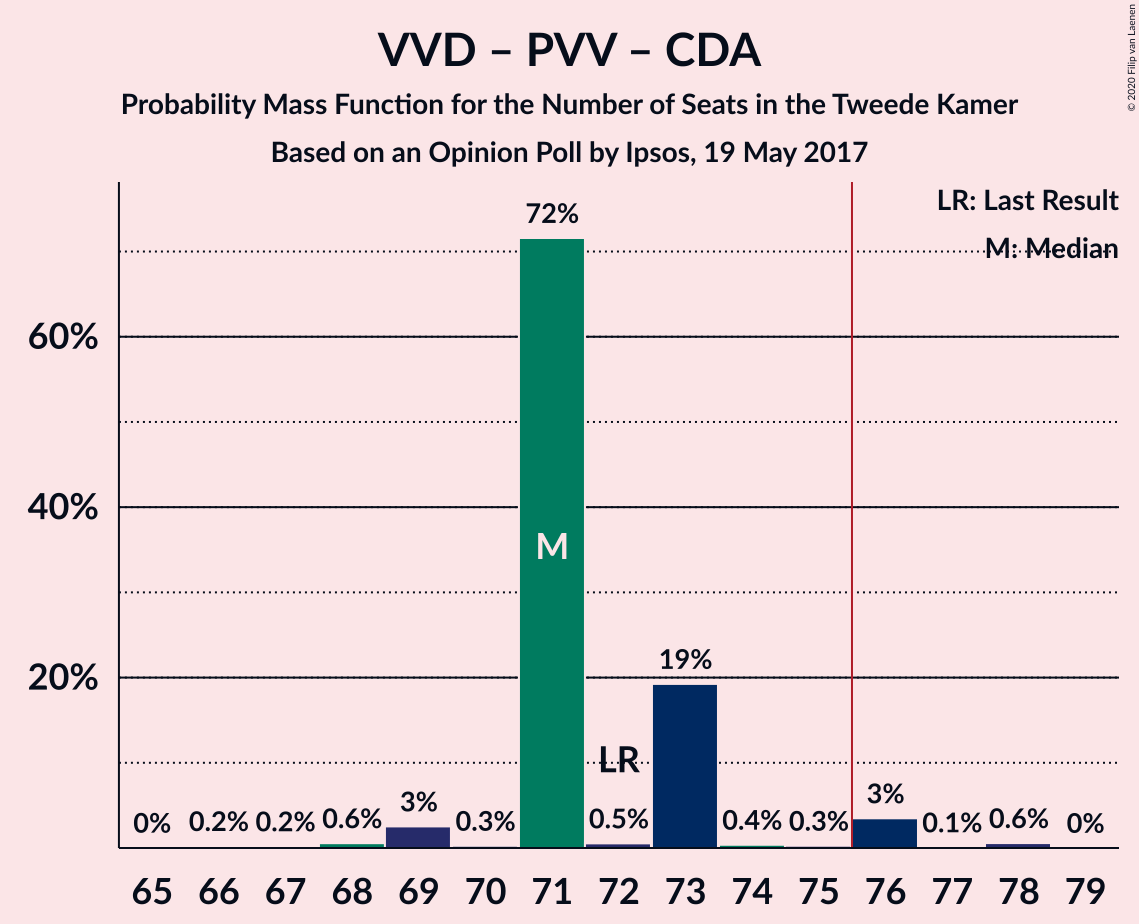 VVD – PVV – CDA
Probability Mass Function for the Number of Seats in the Tweede Kamer
Based on an Opinion Poll by Ipsos, 19 May 2017
© 2020 Filip van Laenen
LR: Last Result
M: Median
72%
60%
40%
M
20%
19%
LR
0% 0.2% 0.2% 0.6% 3% 0.3% 0.5% 0.4% 0.3% 3% 0.1% 0.6% 0%
65 66 67 68 69 70 71 72 73 74 75 76 77 78 79